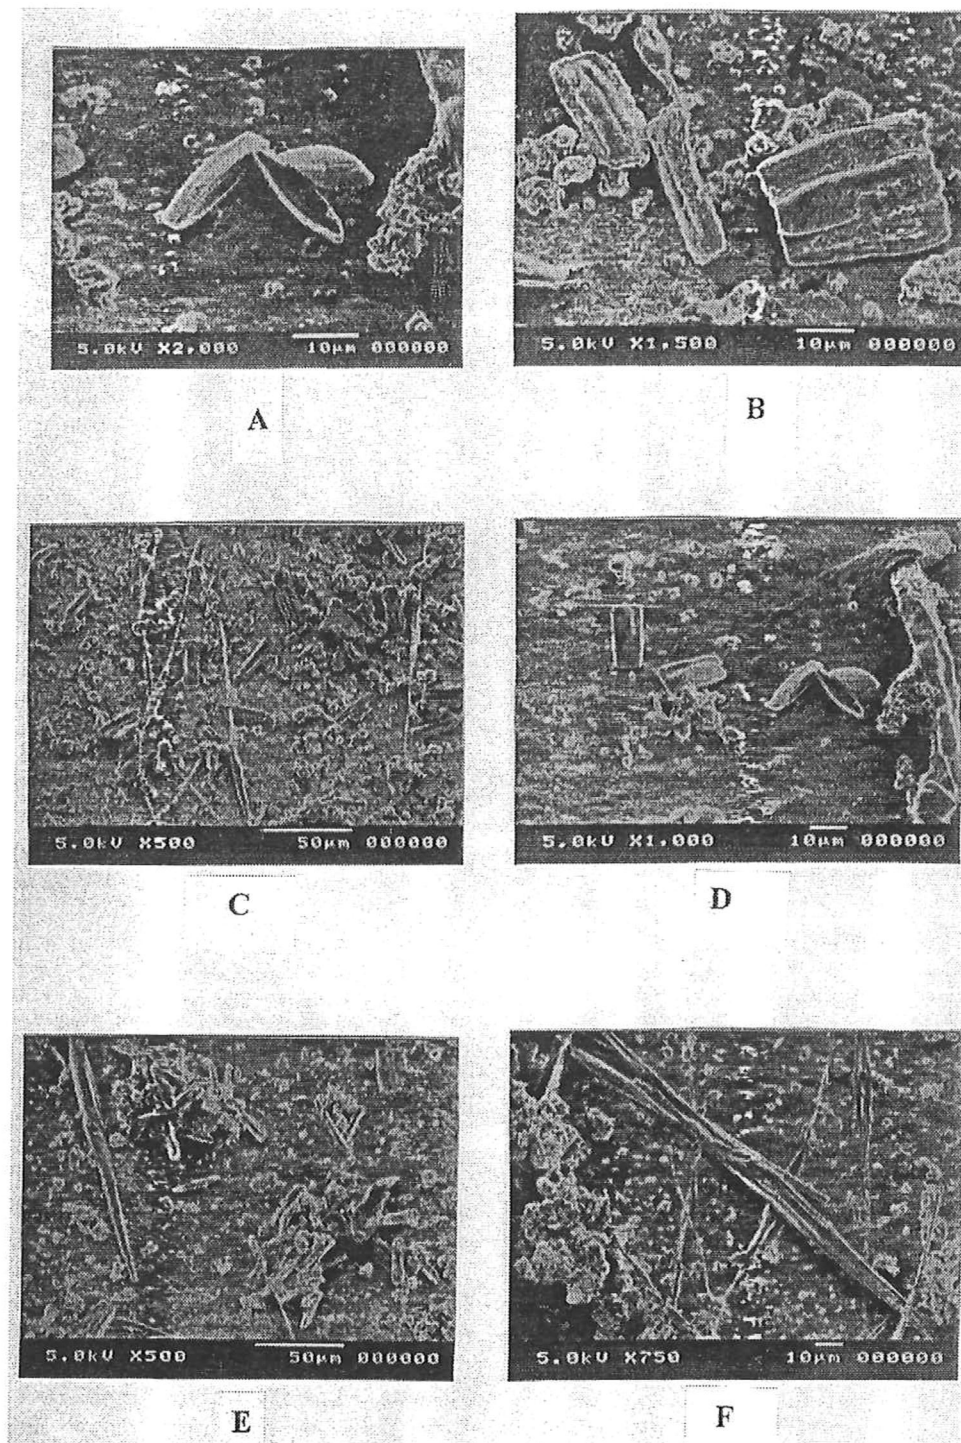 5.0kV X2,000 10μm 000000
A
5.0kV X1,500 10μm 000000
B
5.0kV X500 50μm 000000
C
5.0kV X1,000 10μm 000000
D
5.0kV X500 50μm 000000
E
5.0kV X750 10μm 000000
F